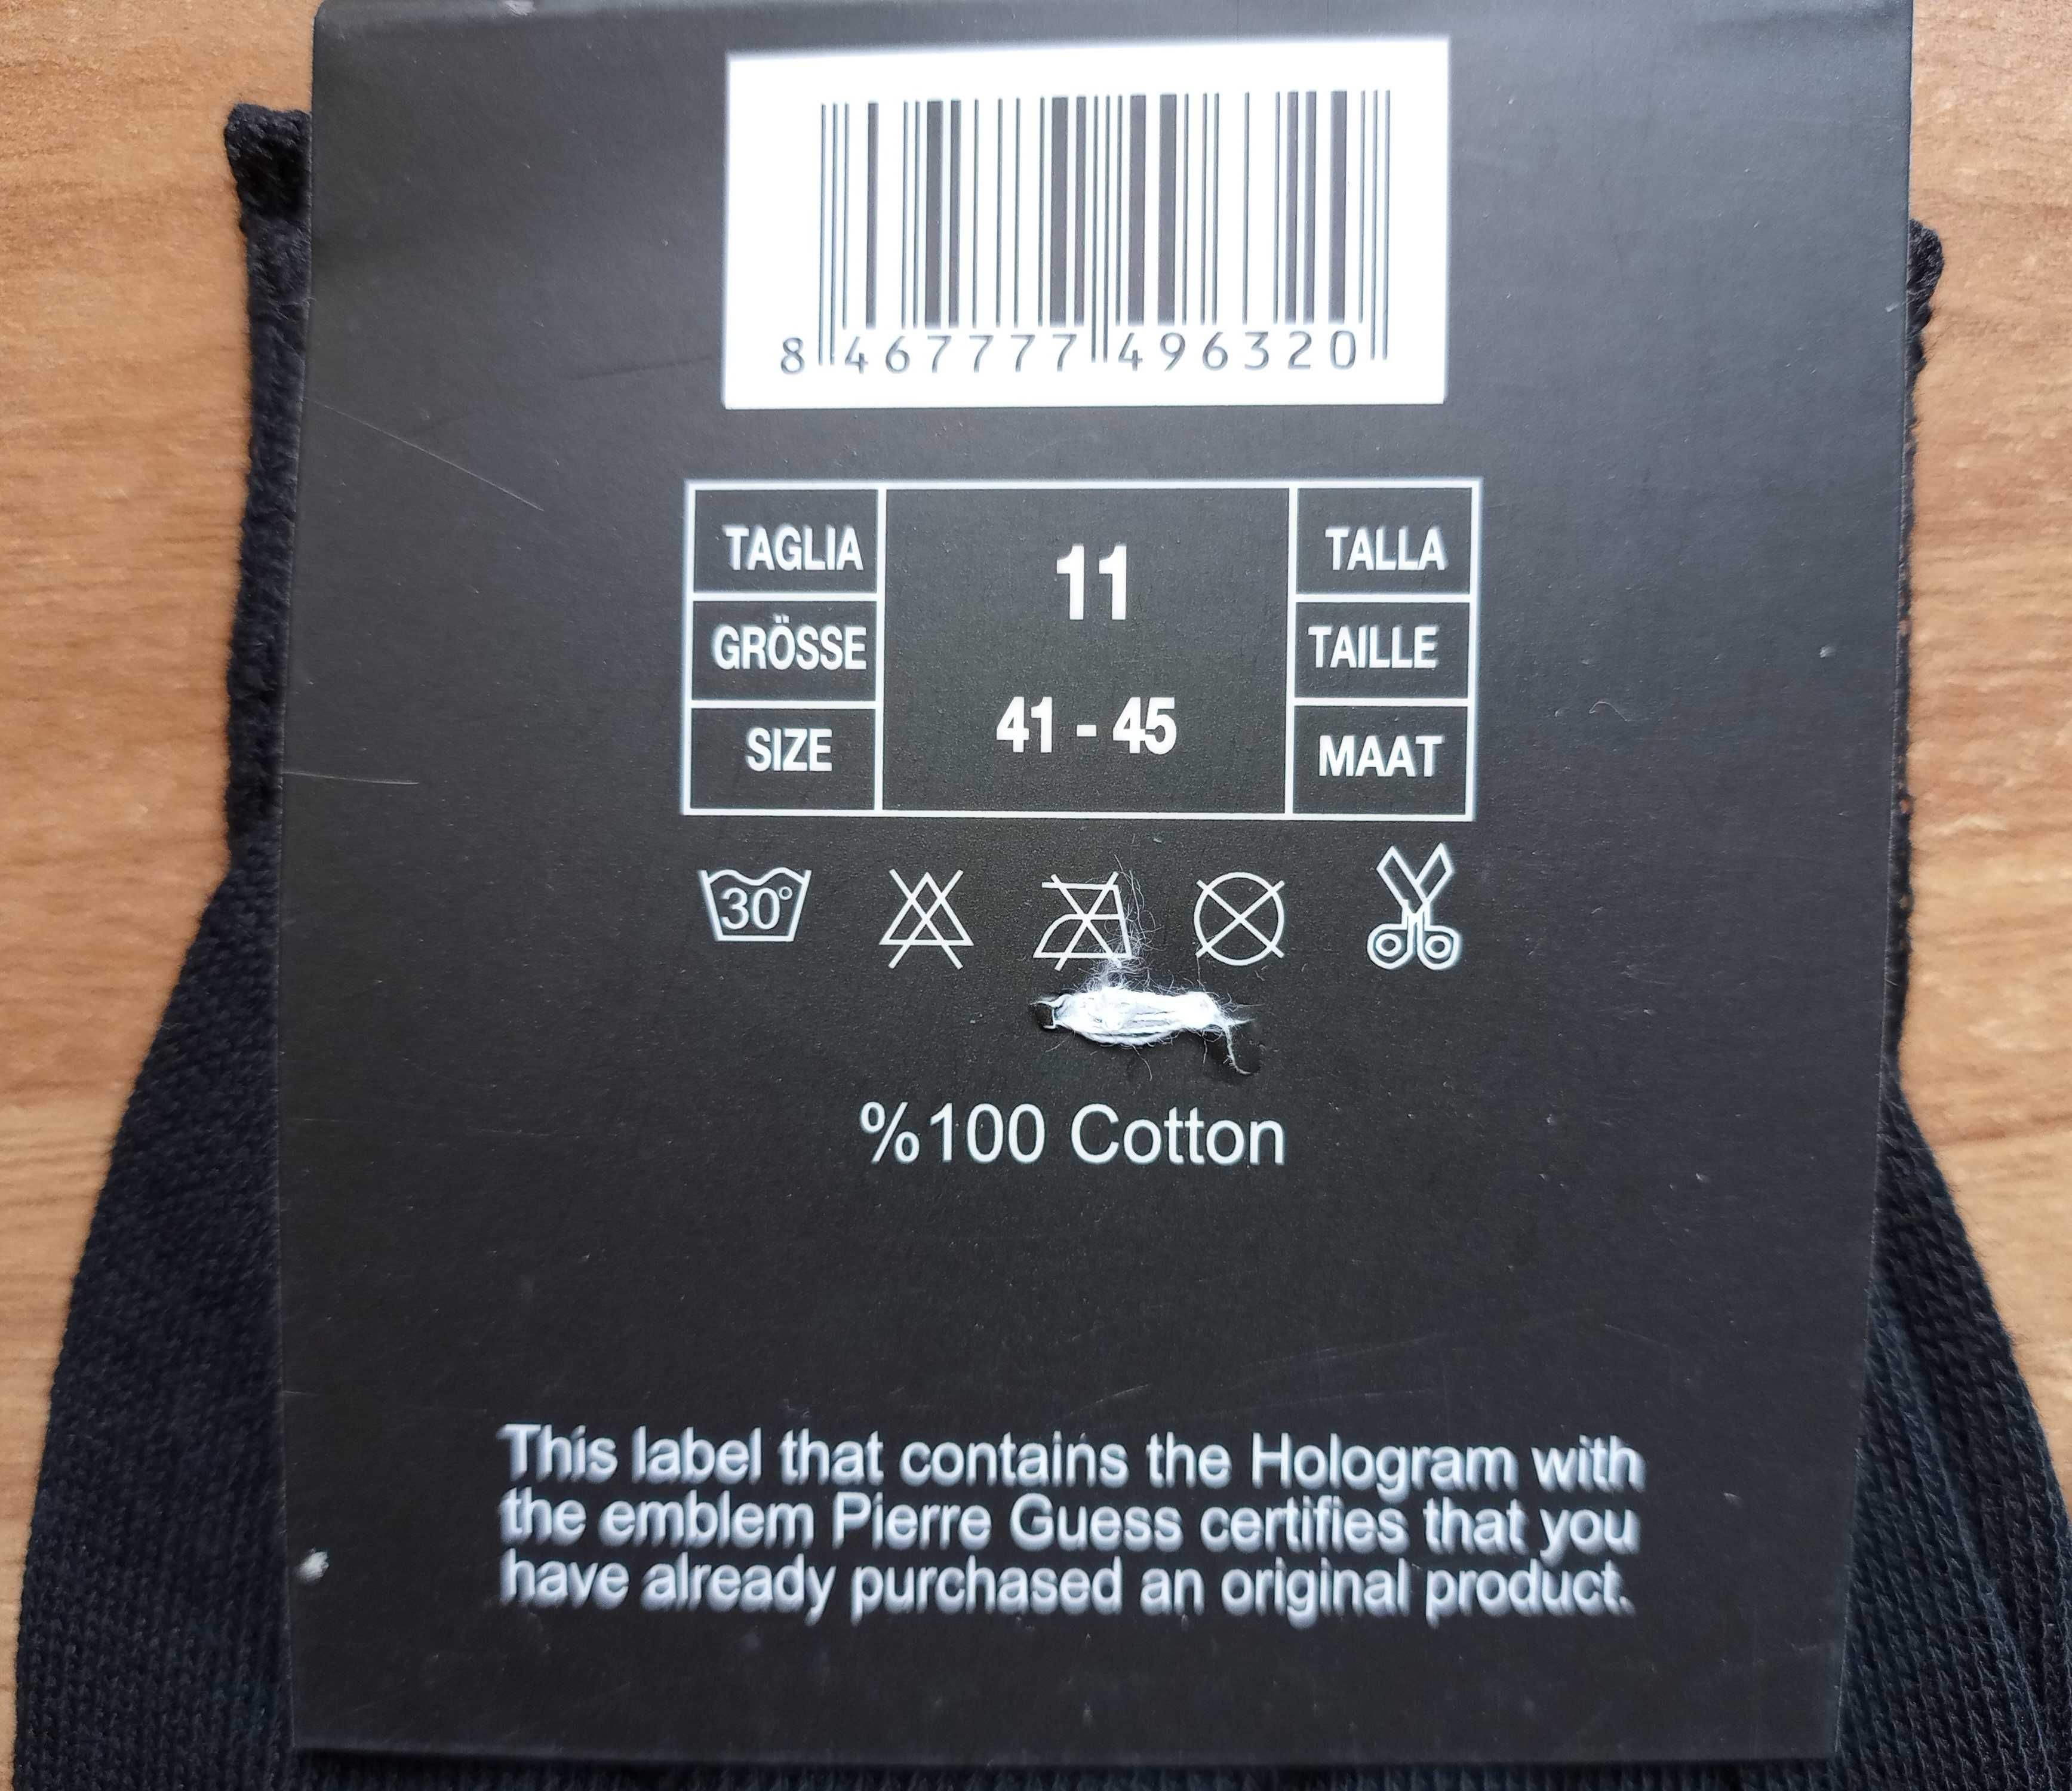 8 467777 496320
TAGLIA 11 TALLA
GRÖSSE TAILLE
41 - 45
SIZE MAAT
30°
%100 Cotton
This label that contains the Hologram with
the emblem Pierre Guess certifies that you
have already purchased an original product.